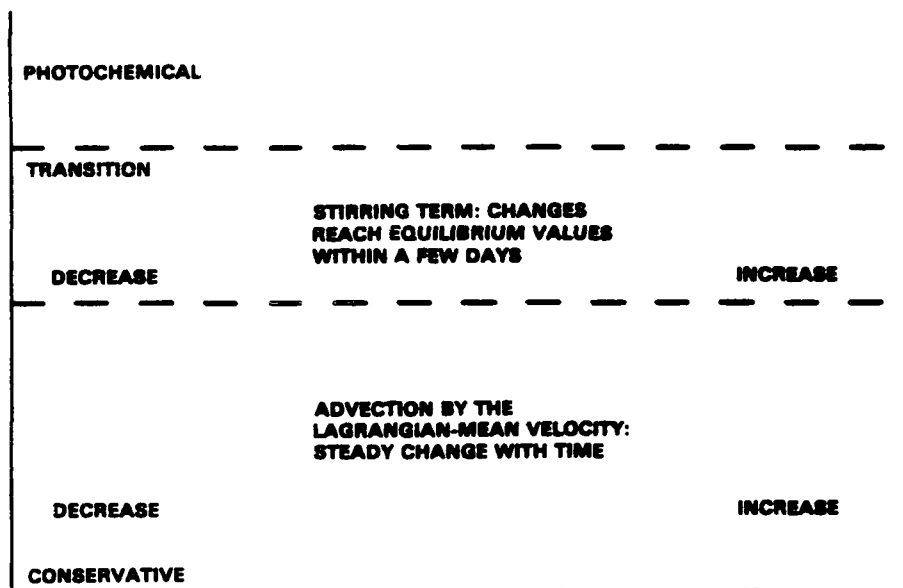 PHOTOCHEMICAL
TRANSITION
STIRRING TERM: CHANGES
REACH EQUILIBRIUM VALUES
WITHIN A FEW DAYS
DECREASE
INCREASE
ADVECTION BY THE
LAGRANGIAN-MEAN VELOCITY:
STEADY CHANGE WITH TIME
DECREASE
INCREASE
CONSERVATIVE